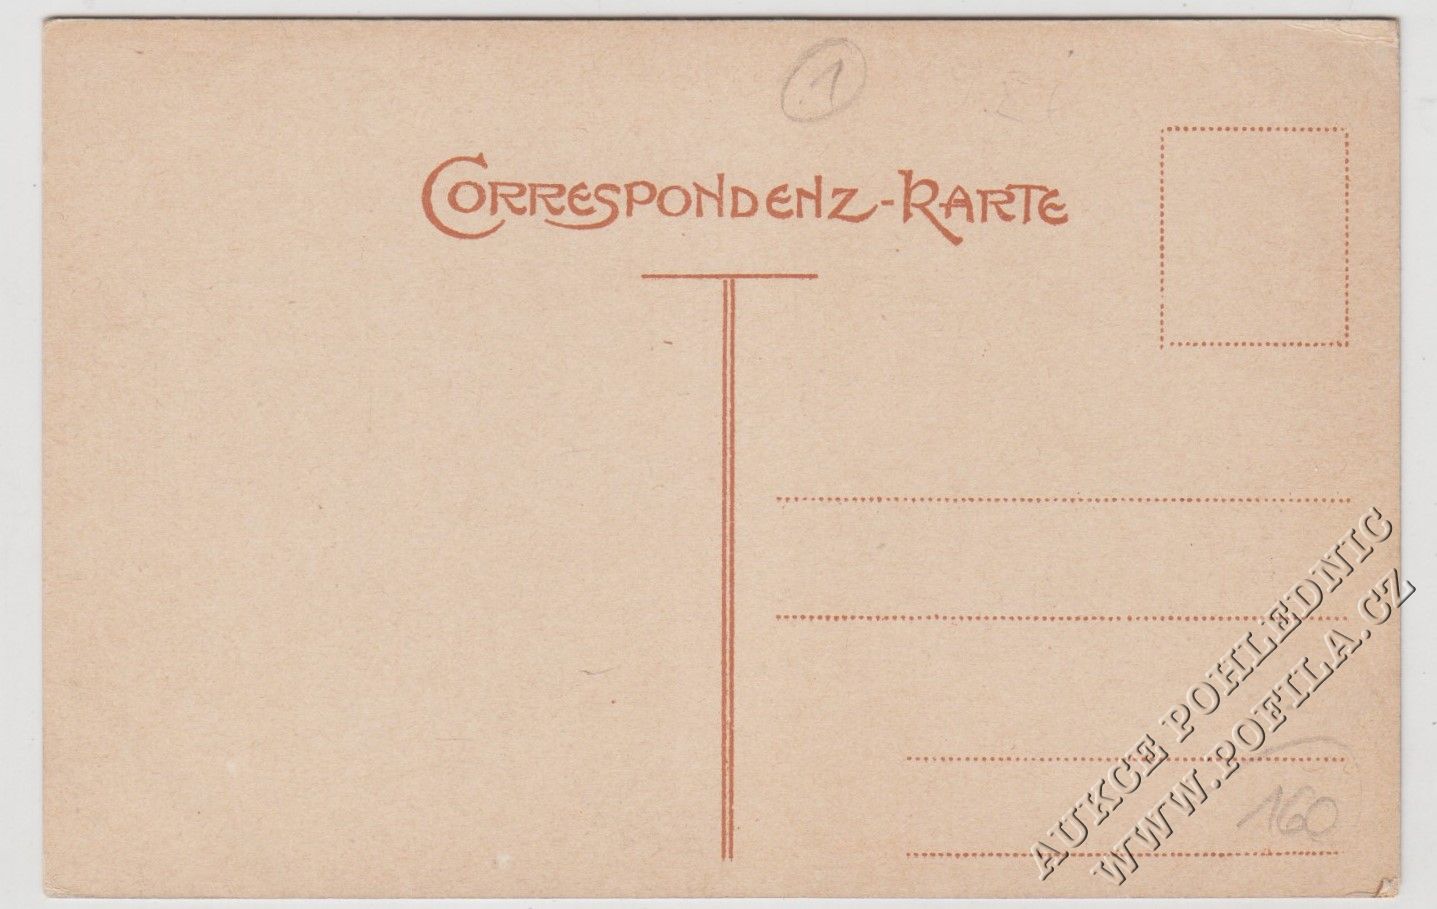 1
CORRESPONDENZ-KARTE
AUKCE POHLEDNIC
WWW.POFILA.CZ
160